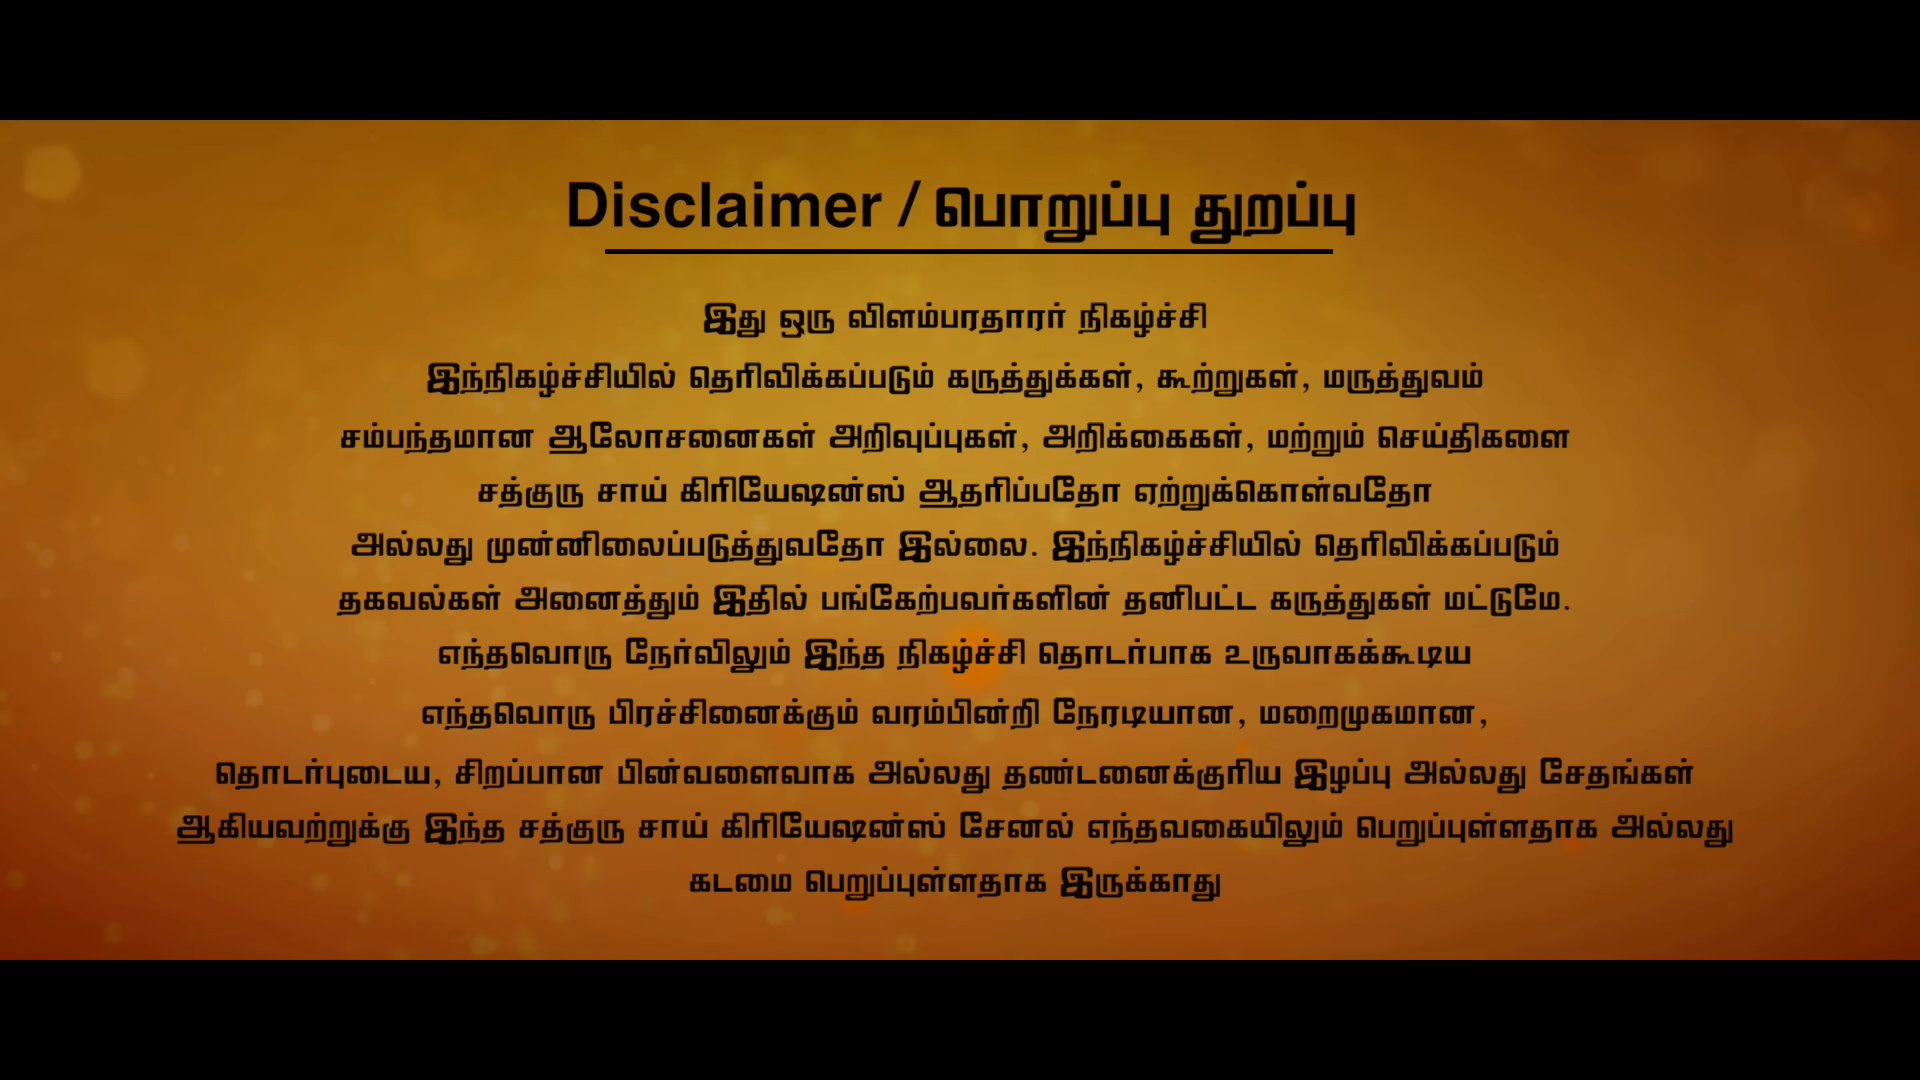 Disclaimer / பொறுப்பு துறப்பு
இது ஒரு விளம்பரதாரர் நிகழ்ச்சி
இந்நிகழ்ச்சியில் தெரிவிக்கப்படும் கருத்துக்கள், கூற்றுகள், மருத்துவம்
சம்பந்தமான ஆலோசனைகள் அறிவுப்புகள், அறிக்கைகள், மற்றும் செய்திகளை
சத்குரு சாய் கிரியேஷன்ஸ் ஆதரிப்பதோ ஏற்றுக்கொள்வதோ
அல்லது முன்னிலைப்படுத்துவதோ இல்லை. இந்நிகழ்ச்சியில் தெரிவிக்கப்படும்
தகவல்கள் அனைத்தும் இதில் பங்கேற்பவர்களின் தனிபட்ட கருத்துகள் மட்டுமே.
எந்தவொரு நேர்விலும் இந்த நிகழ்ச்சி தொடர்பாக உருவாகக்கூடிய
எந்தவொரு பிரச்சினைக்கும் வரம்பின்றி நேரடியான, மறைமுகமான,
தொடர்புடைய, சிறப்பான பின்வளைவாக அல்லது தண்டனைக்குரிய இழப்பு அல்லது சேதங்கள்
ஆகியவற்றுக்கு இந்த சத்குரு சாய் கிரியேஷன்ஸ் சேனல் எந்தவகையிலும் பெறுப்புள்ளதாக அல்லது
கடமை பெறுப்புள்ளதாக இருக்காது